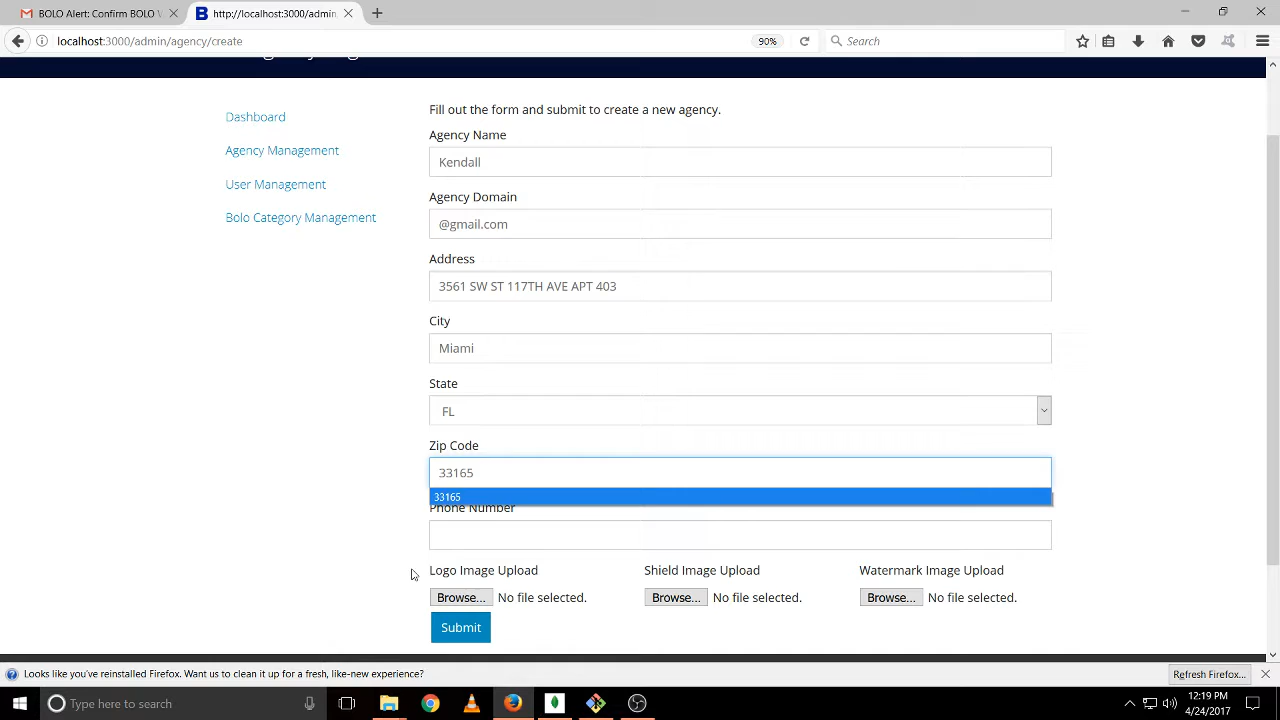 BOLO Alert: Confirm BOLO
http://localhost:3000/admin
localhost:3000/admin/agency/create
90%
Search
Fill out the form and submit to create a new agency.
Dashboard
Agency Management
User Management
Bolo Category Management
Agency Name
Kendall
Agency Domain
@gmail.com
Address
3561 SW ST 117TH AVE APT 403
City
Miami
State
FL
Zip Code
33165
33165
Phone Number
Logo Image Upload
Shield Image Upload
Watermark Image Upload
Browse... No file selected.
Browse... No file selected.
Browse... No file selected.
Submit
Looks like you've reinstalled Firefox. Want us to clean it up for a fresh, like-new experience?
Refresh Firefox...
Type here to search
12:19 PM
4/24/2017